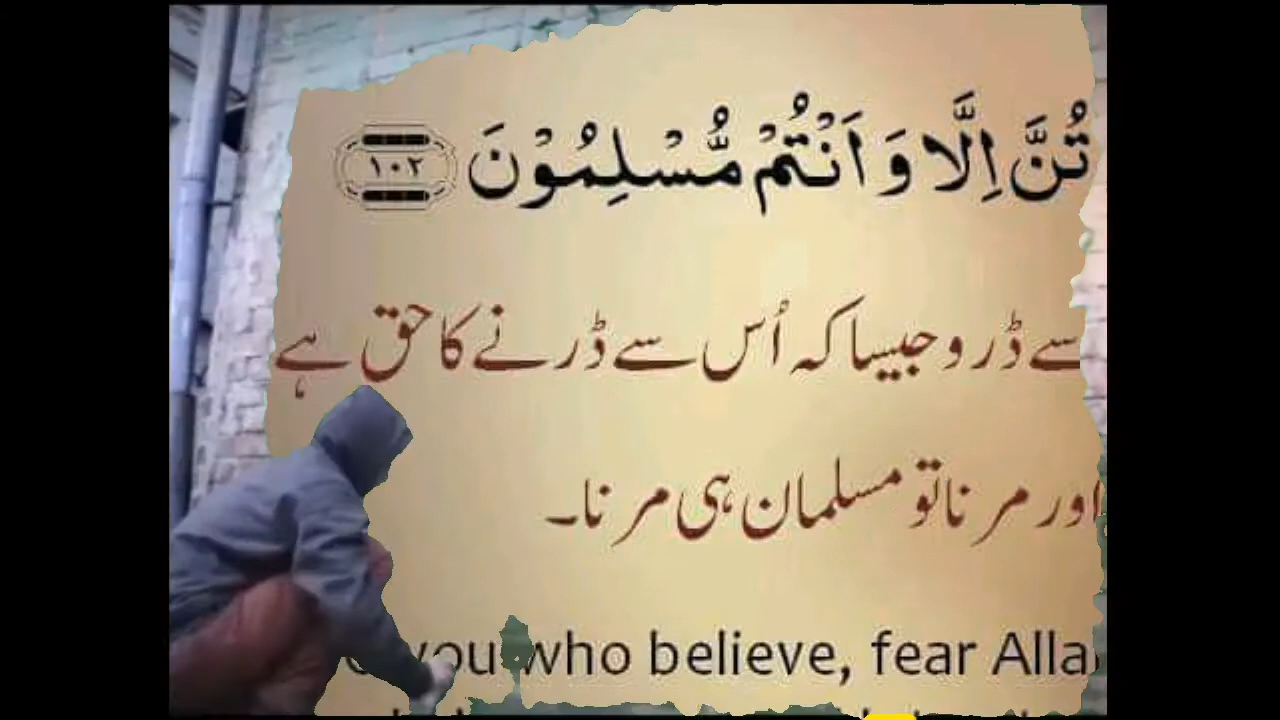 تُنَّ اِلَّا وَ اَنْتُمْ مُّسْلِمُوْنَ ۝۱۰۲
سے ڈرو جیسا کہ اُس سے ڈرنے کا حق ہے
اور مرنا تو مسلمان ہی مرنا۔
you who believe, fear Alla